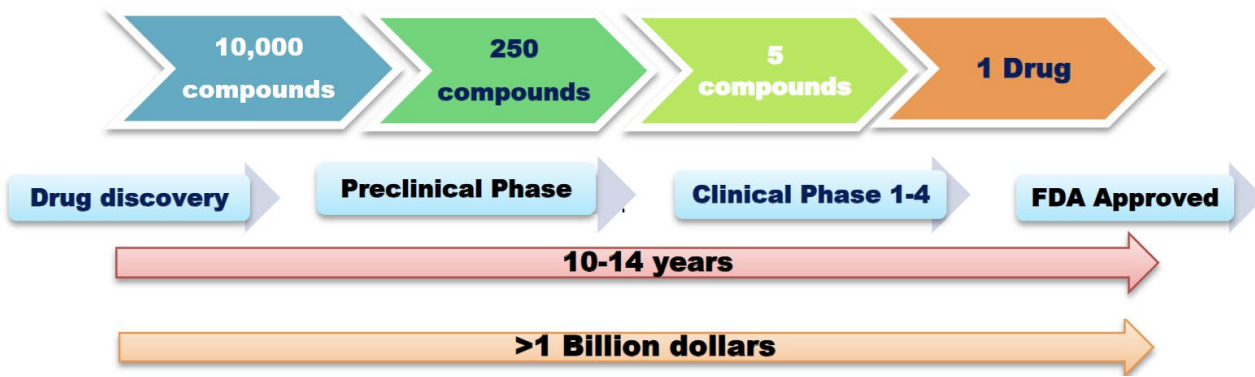 10,000
compounds
250
compounds
5
compounds
1 Drug
Drug discovery
Preclinical Phase
Clinical Phase 1-4
FDA Approved
10-14 years
>1 Billion dollars